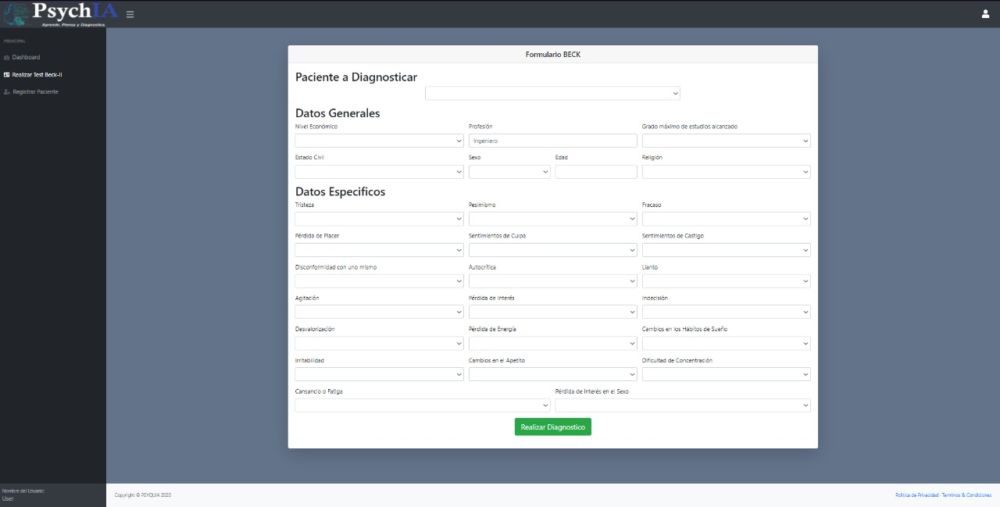 PsychIA
Aprende, Piensa y Diagnostica.
PRINCIPAL
Dashboard
Realizar Test Beck-II
Registrar Paciente
Formulario BECK
Paciente a Diagnosticar
Datos Generales
Nivel Económico Profesión Grado máximo de estudios alcanzado
Ingeniero
Estado Civil Sexo Edad Religión
Datos Especificos
Tristeza Pesimismo Fracaso
Pérdida de Placer Sentimientos de Culpa Sentimientos de Castigo
Disconformidad con uno mismo Autocrítica Llanto
Agitación Pérdida de Interés Indecisión
Desvalorización Pérdida de Energía Cambios en los Hábitos de Sueño
Irritabilidad Cambios en el Apetito Dificultad de Concentración
Cansancio o Fatiga Pérdida de Interés en el Sexo
Realizar Diagnostico
Nombre del Usuario:
User
Copyright © PSYQUIA 2020
Politica de Privacidad · Terminos & Condiciones